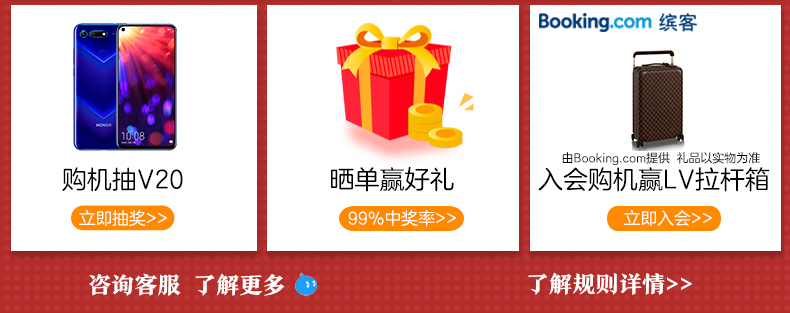 HONOR
10:08
购机抽V20
立即抽奖>>
晒单赢好礼
99%中奖率>>
Booking.com 缤客
由Booking.com提供 礼品以实物为准
入会购机赢LV拉杆箱
立即入会>>
咨询客服 了解更多
了解规则详情>>